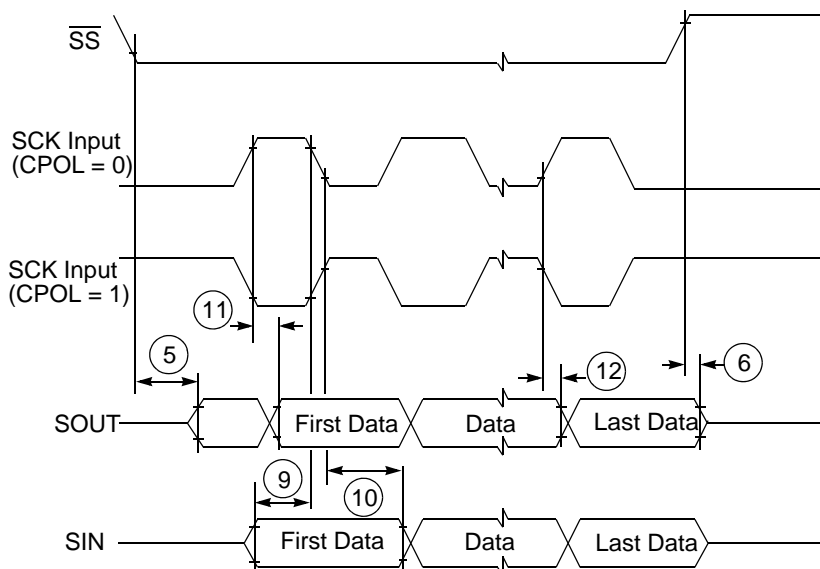 SS
SCK Input
(CPOL = 0)
SCK Input
(CPOL = 1)
11
5
12
6
SOUT
First Data
Data
Last Data
9
10
SIN
First Data
Data
Last Data